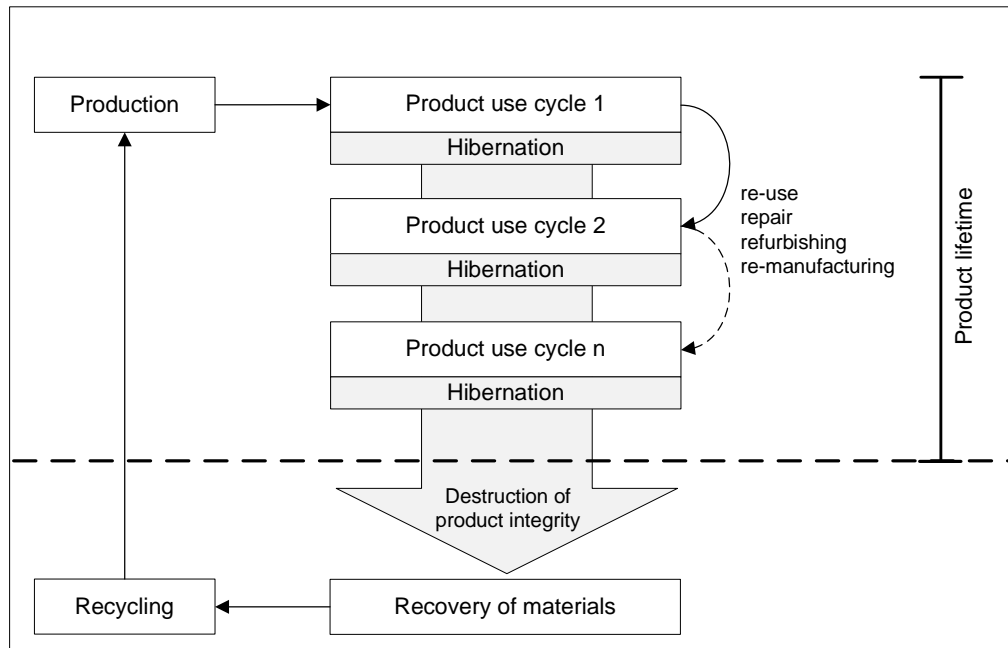 Production
Product use cycle 1
Hibernation
Product use cycle 2
Hibernation
Product use cycle n
Hibernation
re-use
repair
refurbishing
re-manufacturing
Product lifetime
Destruction of
product integrity
Recycling
Recovery of materials